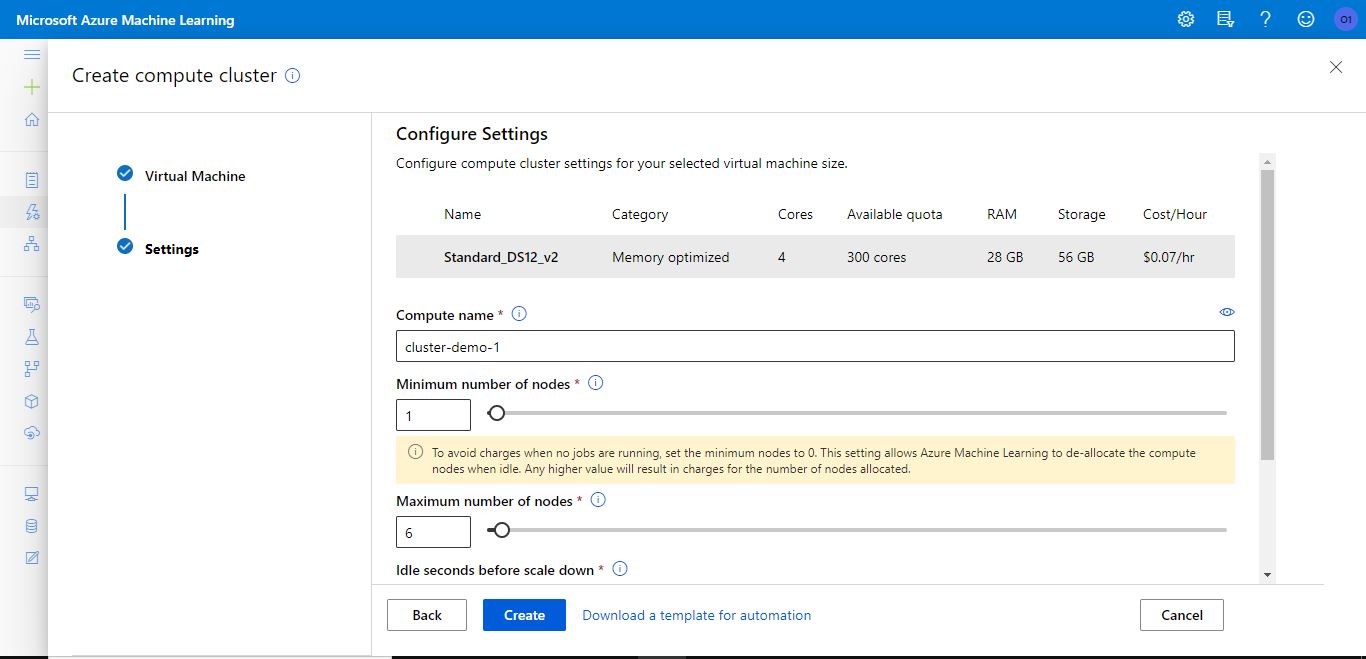 Microsoft Azure Machine Learning
O1
Create compute cluster
Virtual Machine
Settings
Configure Settings
Configure compute cluster settings for your selected virtual machine size.
Name Category Cores Available quota RAM Storage Cost/Hour
Standard_DS12_v2 Memory optimized 4 300 cores 28 GB 56 GB $0.07/hr
Compute name *
cluster-demo-1
Minimum number of nodes *
1
To avoid charges when no jobs are running, set the minimum nodes to 0. This setting allows Azure Machine Learning to de-allocate the compute
nodes when idle. Any higher value will result in charges for the number of nodes allocated.
Maximum number of nodes *
6
Idle seconds before scale down *
Back Create Download a template for automation Cancel